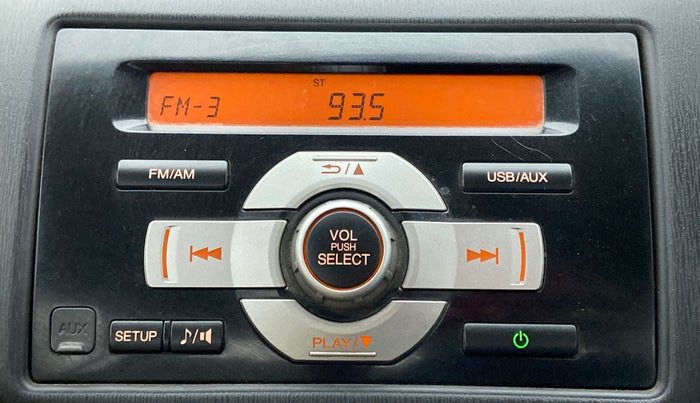 ST
FM-3 93.5
FM/AM
USB/AUX
VOL
PUSH
SELECT
AUX
SETUP
PLAY/